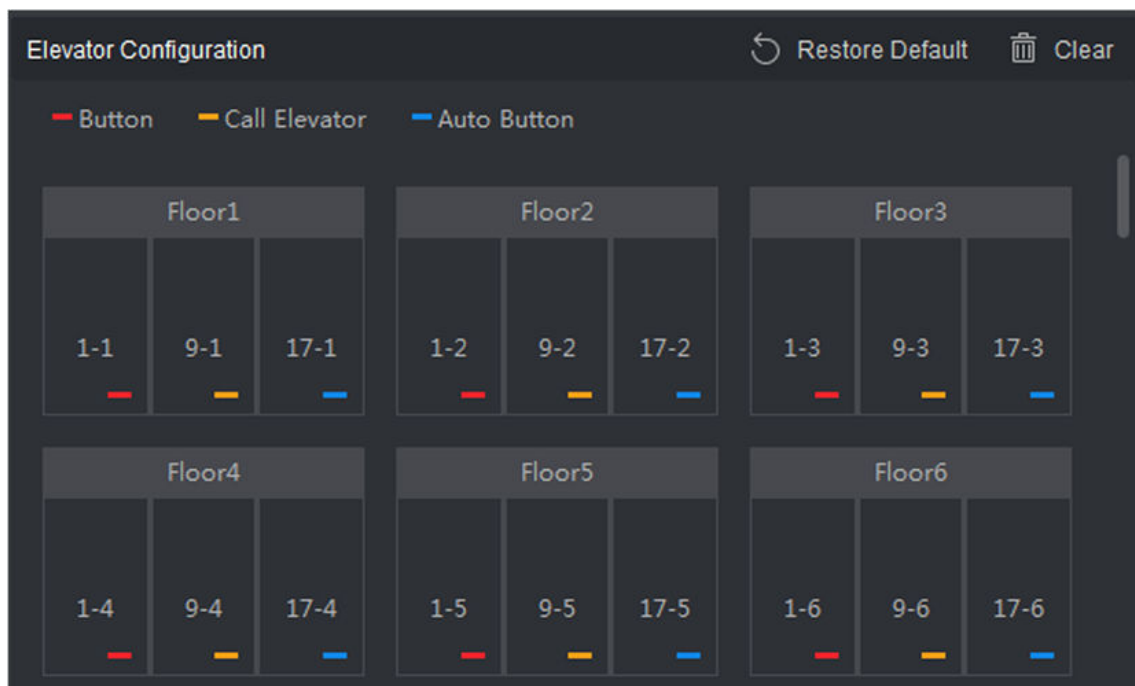 Elevator Configuration Restore Default Clear
Button Call Elevator Auto Button
Floor1 Floor2 Floor3
1-1 9-1 17-1 1-2 9-2 17-2 1-3 9-3 17-3
Floor4 Floor5 Floor6
1-4 9-4 17-4 1-5 9-5 17-5 1-6 9-6 17-6